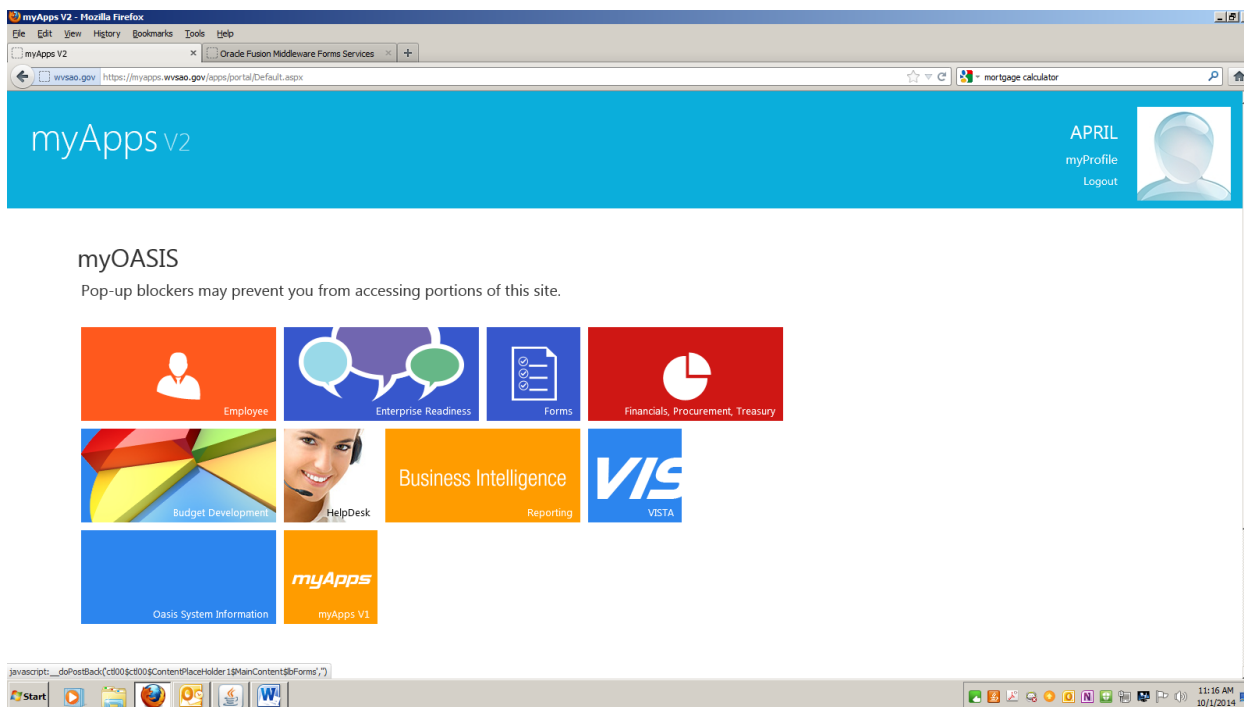 myApps V2 - Mozilla Firefox
File Edit View History Bookmarks Tools Help
myApps V2 × Oracle Fusion Middleware Forms Services × +
wvsao.gov https://myapps.wvsao.gov/apps/portal/Default.aspx mortgage calculator
myApps V2
APRIL
myProfile
Logout
myOASIS
Pop-up blockers may prevent you from accessing portions of this site.
Employee Enterprise Readiness Forms Financials, Procurement, Treasury
Business Intelligence VIS
Budget Development HelpDesk Reporting VISTA
myApps
Oasis System Information myApps V1
javascript:__doPostBack('ctl00$ctl00$ContentPlaceHolder1$MainContent$lbForms','')
Start 11:16 AM
10/1/2014